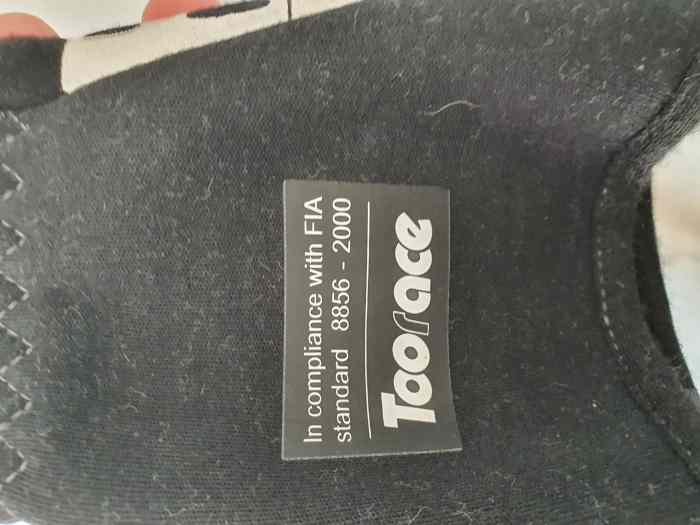 In compliance with FIA
standard 8856 - 2000
Toorace